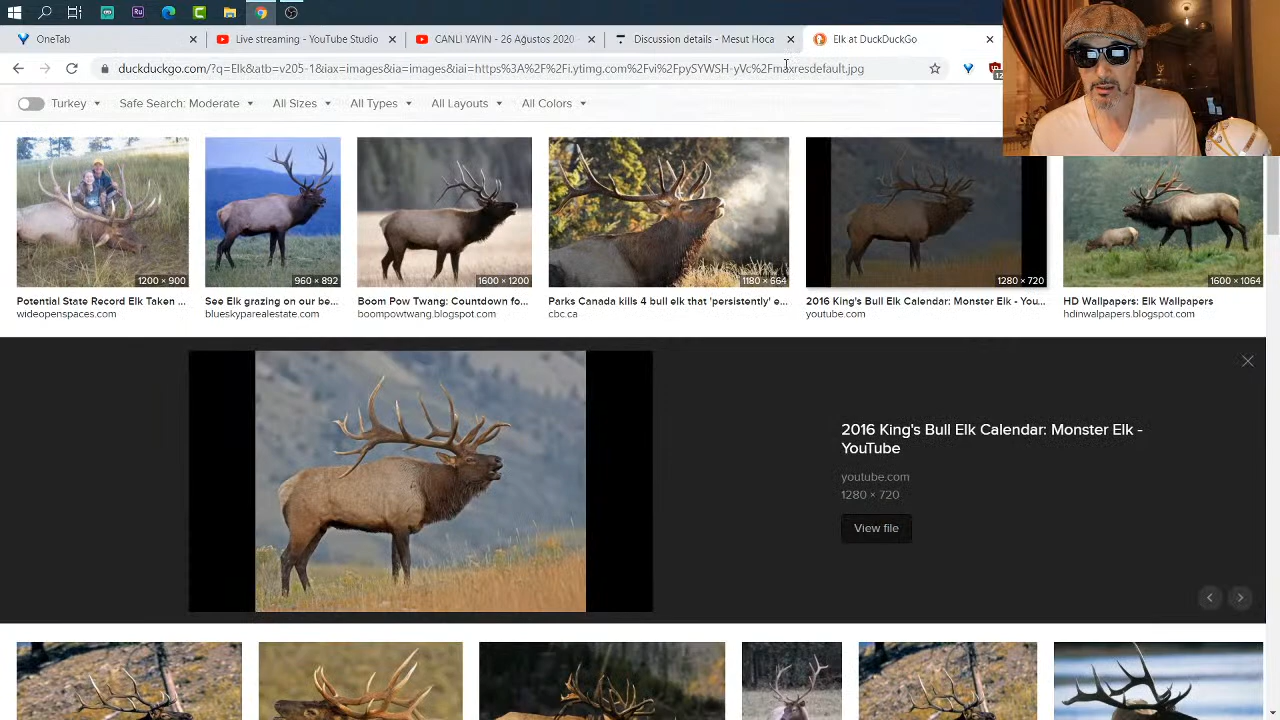 OneTab
Live streaming - YouTube Studio
CANLI YAYIN - 26 Ağustos 2020 -
Discussion details - Mesut Hoca
Elk at DuckDuckGo
duckduckgo.com/?q=Elk&atb=v205-1&iax=images&ia=images&iai=https%3A%2F%2Fi.ytimg.com%2Fvi%2FpySYWSH-yVc%2Fmaxresdefault.jpg
Turkey
Safe Search: Moderate
All Sizes
All Types
All Layouts
All Colors
1200 × 900
960 × 892
1600 × 1200
1180 × 664
1280 × 720
1600 × 1064
Potential State Record Elk Taken ...
See Elk grazing on our be...
Boom Pow Twang: Countdown fo...
Parks Canada kills 4 bull elk that 'persistently' e...
2016 King's Bull Elk Calendar: Monster Elk - You...
HD Wallpapers: Elk Wallpapers
wideopenspaces.com
blueskyparealestate.com
boompowtwang.blogspot.com
cbc.ca
youtube.com
hdinwalpapers.blogspot.com
2016 King's Bull Elk Calendar: Monster Elk -
YouTube
youtube.com
1280 × 720
View file